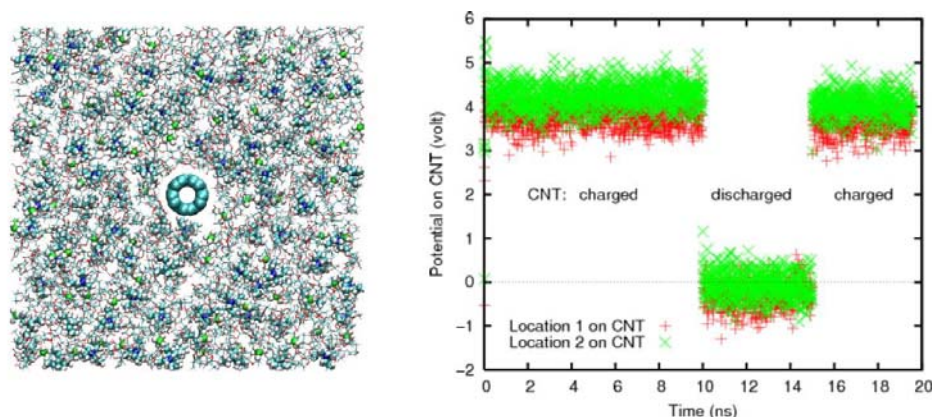 6
5
4
3
2
1
0
−1
−2
Potential on CNT (volt)
CNT: charged discharged charged
Location 1 on CNT
Location 2 on CNT
0 2 4 6 8 10 12 14 16 18 20
Time (ns)